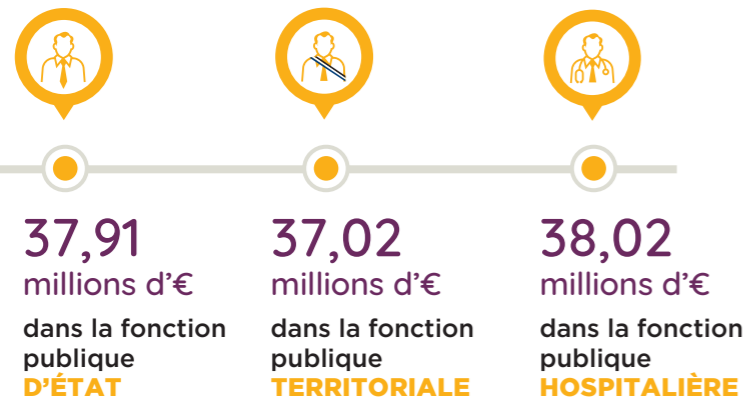 37,91
millions d’€
dans la fonction
publique
D’ÉTAT
37,02
millions d’€
dans la fonction
publique
TERRITORIALE
38,02
millions d’€
dans la fonction
publique
HOSPITALIÈRE